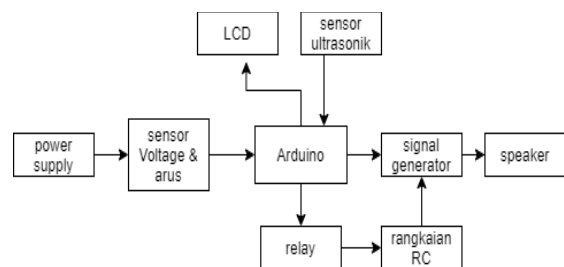 LCD
sensor
ultrasonik
power
supply
sensor
Voltage &
arus
Arduino
signal
generator
speaker
relay
rangkaian
RC